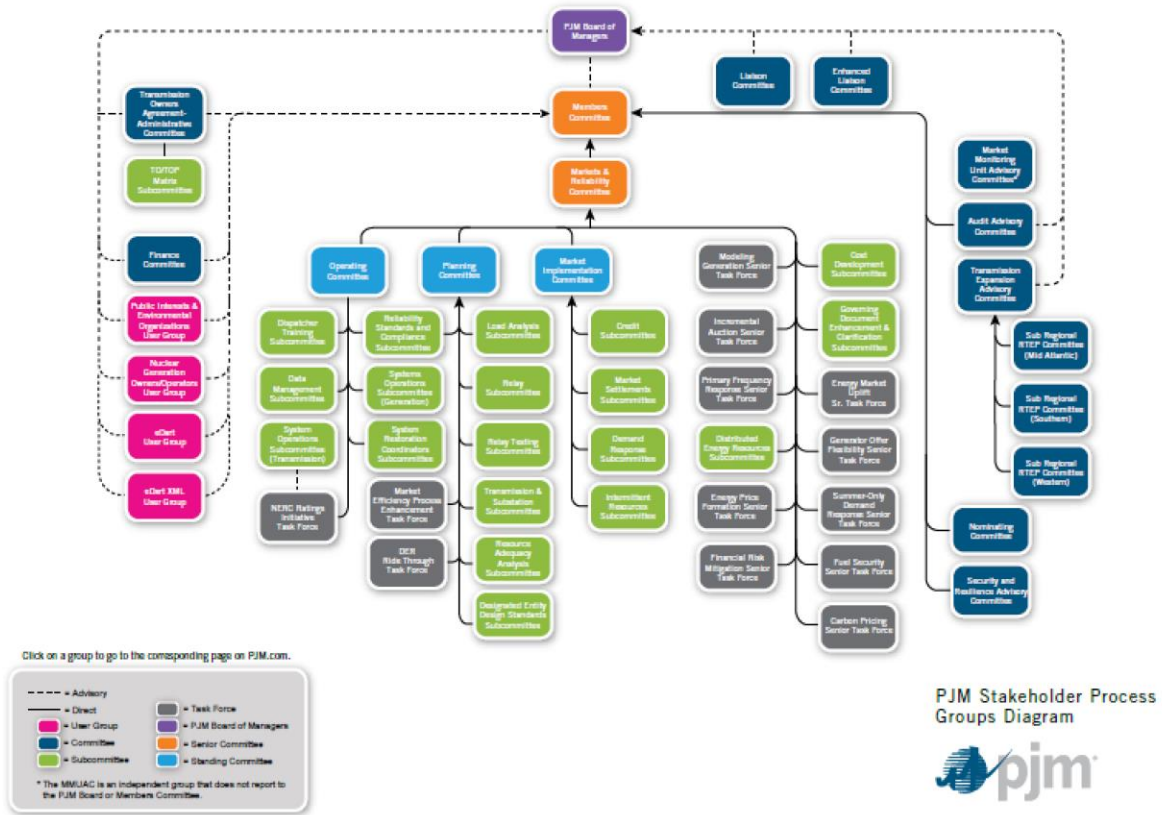 PJM Board of
Managers
Liaison
Committee
Enhanced
Liaison
Committee
Transmission
Owners
Agreement-
Administrative
Committee
Members
Committee
TO/TOP
Matrix
Subcommittee
Markets &
Reliability
Committee
Market
Monitoring
Unit Advisory
Committee*
Audit Advisory
Committee
Finance
Committee
Operating
Committee
Planning
Committee
Market
Implementation
Committee
Modeling
Generation Senior
Task Force
Cost
Development
Subcommittee
Transmission
Expansion
Advisory
Committee
Public Interests &
Environmental
Organizations
User Group
Dispatcher
Training
Subcommittee
Reliability
Standards and
Compliance
Subcommittee
Load Analysis
Subcommittee
Credit
Subcommittee
Incremental
Auction Senior
Task Force
Governing
Document
Enhancement &
Clarification
Subcommittee
Sub Regional
RTEP Committee
(Mid Atlantic)
Nuclear
Generation
Owners/Operators
User Group
Data
Management
Subcommittee
Systems
Operations
Subcommittee
(Generation)
Relay
Subcommittee
Market
Settlements
Subcommittee
Primary Frequency
Response Senior
Task Force
Energy Market
Uplift
Sr. Task Force
Sub Regional
RTEP Committee
(Southern)
eDart
User Group
System
Operations
Subcommittee
(Transmission)
System
Restoration
Coordinators
Subcommittee
Relay Testing
Subcommittee
Demand
Response
Subcommittee
Distributed
Energy Resources
Subcommittee
Generator Offer
Flexibility Senior
Task Force
Sub Regional
RTEP Committee
(Western)
eDart XML
User Group
NERC Ratings
Initiative
Task Force
Market
Efficiency Process
Enhancement
Task Force
Transmission &
Substation
Subcommittee
Intermittent
Resources
Subcommittee
Energy Price
Formation Senior
Task Force
Summer-Only
Demand
Response Senior
Task Force
Nominating
Committee
DER
Ride Through
Task Force
Resource
Adequacy
Analysis
Subcommittee
Financial Risk
Mitigation Senior
Task Force
Fuel Security
Senior Task Force
Security and
Resilience Advisory
Committee
Designated Entity
Design Standards
Subcommittee
Carbon Pricing
Senior Task Force
Click on a group to go to the corresponding page on PJM.com.
= Advisory
= Direct
= User Group
= Committee
= Subcommittee
= Task Force
= PJM Board of Managers
= Senior Committee
= Standing Committee
* The MMUAC is an independent group that does not report to
the PJM Board or Members Committee.
PJM Stakeholder Process
Groups Diagram
pjm